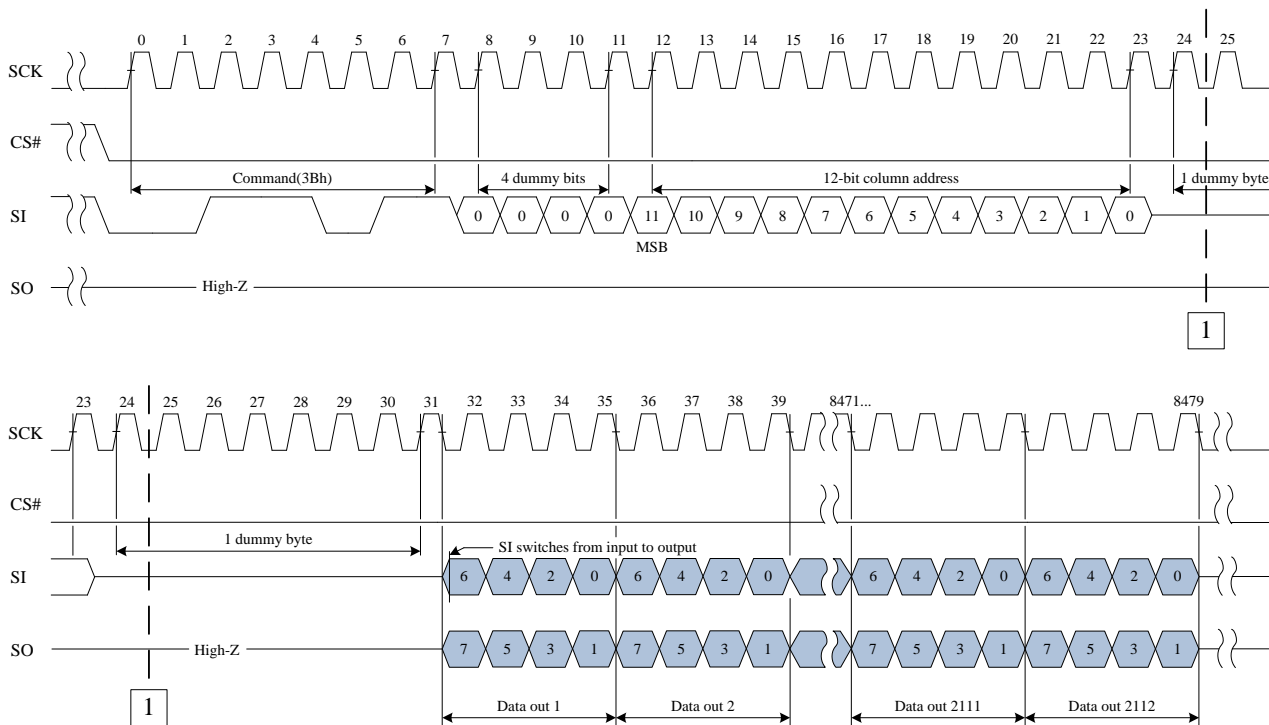 0 1 2 3 4 5 6 7 8 9 10 11 12 13 14 15 16 17 18 19 20 21 22 23 24 25
SCK
CS#
Command(3Bh) 4 dummy bits 12-bit column address 1 dummy byte
SI 0 0 0 0 11 10 9 8 7 6 5 4 3 2 1 0
MSB
SO High-Z
1
23 24 25 26 27 28 29 30 31 32 33 34 35 36 37 38 39 8471... 8479
SCK
CS#
1 dummy byte
SI switches from input to output
SI 6 4 2 0 6 4 2 0 6 4 2 0 6 4 2 0
SO High-Z 7 5 3 1 7 5 3 1 7 5 3 1 7 5 3 1
1
Data out 1 Data out 2 Data out 2111 Data out 2112